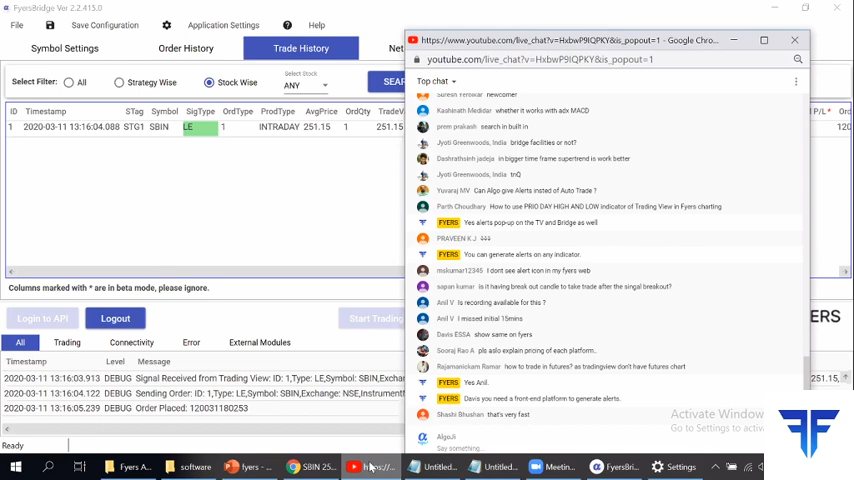 FyersBridge Ver 2.2.415.0
File Save Configuration Application Settings Help
Symbol Settings Order History Trade History Net
Select Filter: All Strategy Wise Stock Wise Select Stock ANY SEAR
ID Timestamp STag Symbol SigType OrdType ProdType AvgPrice OrdQty TradeVa
1 2020-03-11 13:16:04.088 STG1 SBIN LE 1 INTRADAY 251.15 1 251.15
l P/L* Ord
120
Columns marked with * are in beta mode, please ignore.
Login to API Logout Start Trading
ERS
All Trading Connectivity Error External Modules
Timestamp Level Message
2020-03-11 13:16:03.913 DEBUG Signal Received from Trading View: ID: 1,Type: LE,Symbol: SBIN,Exchar
251.15,
2020-03-11 13:16:04.122 DEBUG Sending Order: ID: 1,Type: LE,Symbol: SBIN,Exchange: NSE,Instrument
2020-03-11 13:16:05.239 DEBUG Order Placed: 120031180253
Ready
https://www.youtube.com/live_chat?v=HxbwP9IQPKY&is_popout=1 - Google Chro...
youtube.com/live_chat?v=HxbwP9IQPKY&is_popout=1
Top chat
Suresh Yerolkar newcomer
Kashinath Medidar whether it works with adx MACD
prem prakash search in built in
Jyoti Greenwoods, India bridge facilities or not?
Dashrathsinh jadeja in bigger time frame supertrend is work better
Jyoti Greenwoods, India tnQ
Yuvaraj MV Can Algo give Alerts insted of Auto Trade ?
Parth Choudhary How to use PRIO DAY HIGH AND LOW indicator of Trading View in Fyers charting
FYERS Yes alerts pop-up on the TV and Bridge as well
PRAVEEN K J
FYERS You can generate alerts on any indicator.
mskumar12345 I dont see alert icon in my fyers web
sapan kumar is it having break out candle to take trade after the singal breakout?
Anil V Is recording available for this ?
Anil V I missed initial 15mins
Davis ESSA show same on fyers
Sooraj Rao A pls aslo explain pricing of each platform..
Rajamanickam Ramar how to trade in futures? as tradingview don't have futures chart
FYERS Yes Anil.
FYERS Davis you need a front-end platform to generate alerts.
Shashi Bhushan that's very fast
AlgoJi
Say something...
Activate Window
Go to Settings to activ
Fyers A... software fyers -... SBIN 25... https://... Untitled... Untitled... Meetin... FyersBri... Settings